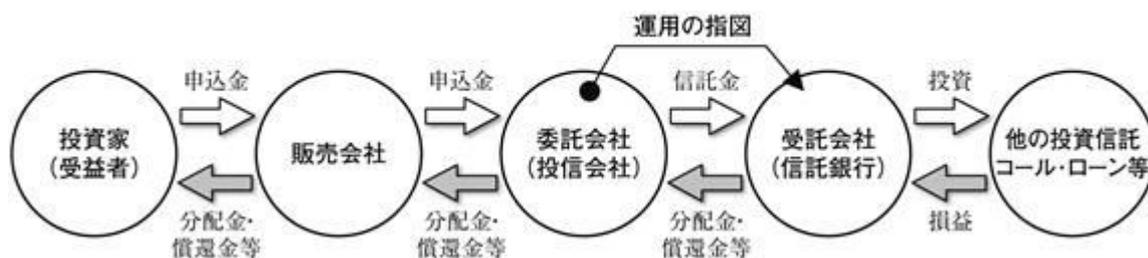 運用の指図
申込金
申込金
信託金
投資
投資家
(受益者)
販売会社
委託会社
(投信会社)
受託会社
(信託銀行)
他の投資信託
コール・ローン等
分配金・
償還金等
分配金・
償還金等
分配金・
償還金等
損益